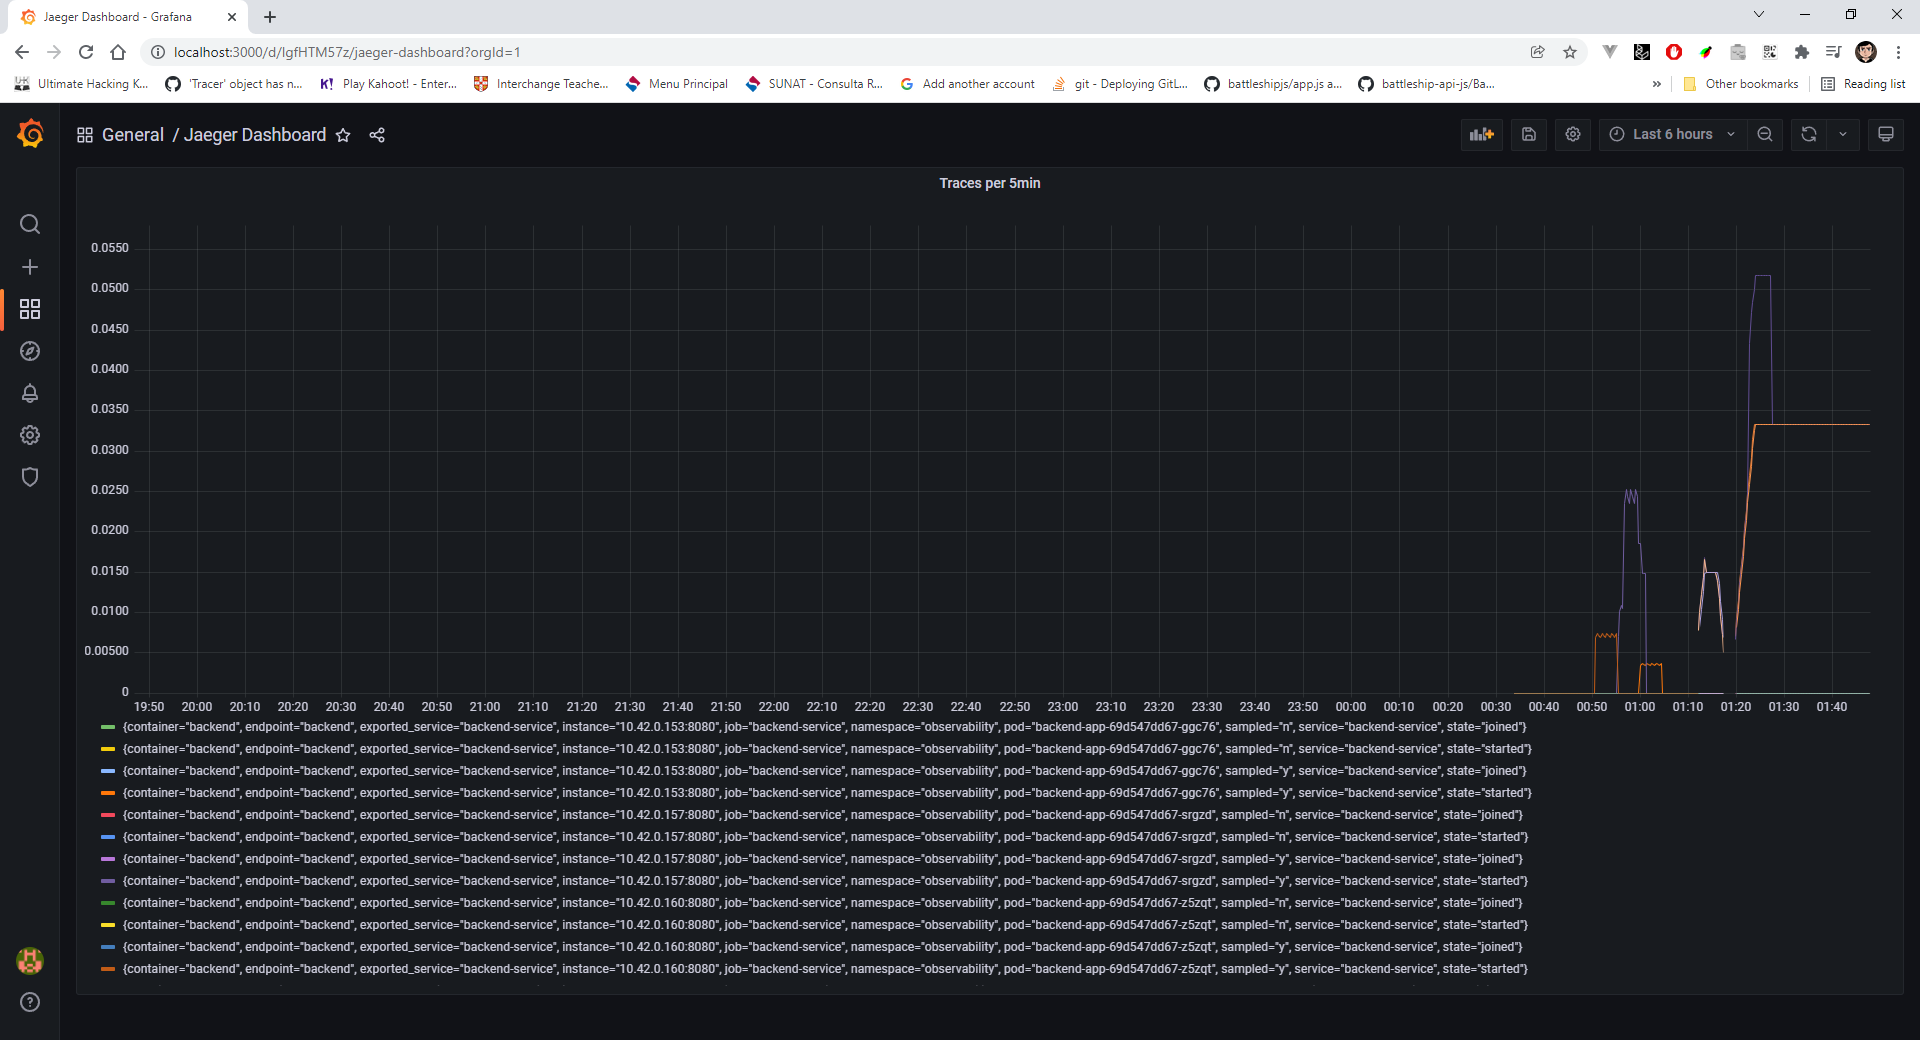 Jaeger Dashboard - Grafana
localhost:3000/d/lgfHTM57z/jaeger-dashboard?orgId=1
Ultimate Hacking K... 'Tracer' object has n... K! Play Kahoot! - Enter... Interchange Teache... Menu Principal SUNAT - Consulta R... Add another account git - Deploying GitL... battleshipjs/app.js a... battleship-api-js/Ba... » Other bookmarks Reading list
General / Jaeger Dashboard
Last 6 hours
Traces per 5min
0.0550
0.0500
0.0450
0.0400
0.0350
0.0300
0.0250
0.0200
0.0150
0.0100
0.00500
0
19:50 20:00 20:10 20:20 20:30 20:40 20:50 21:00 21:10 21:20 21:30 21:40 21:50 22:00 22:10 22:20 22:30 22:40 22:50 23:00 23:10 23:20 23:30 23:40 23:50 00:00 00:10 00:20 00:30 00:40 00:50 01:00 01:10 01:20 01:30 01:40
{container="backend", endpoint="backend", exported_service="backend-service", instance="10.42.0.153:8080", job="backend-service", namespace="observability", pod="backend-app-69d547dd67-ggc76", sampled="n", service="backend-service", state="joined"}
{container="backend", endpoint="backend", exported_service="backend-service", instance="10.42.0.153:8080", job="backend-service", namespace="observability", pod="backend-app-69d547dd67-ggc76", sampled="n", service="backend-service", state="started"}
{container="backend", endpoint="backend", exported_service="backend-service", instance="10.42.0.153:8080", job="backend-service", namespace="observability", pod="backend-app-69d547dd67-ggc76", sampled="y", service="backend-service", state="joined"}
{container="backend", endpoint="backend", exported_service="backend-service", instance="10.42.0.153:8080", job="backend-service", namespace="observability", pod="backend-app-69d547dd67-ggc76", sampled="y", service="backend-service", state="started"}
{container="backend", endpoint="backend", exported_service="backend-service", instance="10.42.0.157:8080", job="backend-service", namespace="observability", pod="backend-app-69d547dd67-srgzd", sampled="n", service="backend-service", state="joined"}
{container="backend", endpoint="backend", exported_service="backend-service", instance="10.42.0.157:8080", job="backend-service", namespace="observability", pod="backend-app-69d547dd67-srgzd", sampled="n", service="backend-service", state="started"}
{container="backend", endpoint="backend", exported_service="backend-service", instance="10.42.0.157:8080", job="backend-service", namespace="observability", pod="backend-app-69d547dd67-srgzd", sampled="y", service="backend-service", state="joined"}
{container="backend", endpoint="backend", exported_service="backend-service", instance="10.42.0.157:8080", job="backend-service", namespace="observability", pod="backend-app-69d547dd67-srgzd", sampled="y", service="backend-service", state="started"}
{container="backend", endpoint="backend", exported_service="backend-service", instance="10.42.0.160:8080", job="backend-service", namespace="observability", pod="backend-app-69d547dd67-z5zqt", sampled="n", service="backend-service", state="joined"}
{container="backend", endpoint="backend", exported_service="backend-service", instance="10.42.0.160:8080", job="backend-service", namespace="observability", pod="backend-app-69d547dd67-z5zqt", sampled="n", service="backend-service", state="started"}
{container="backend", endpoint="backend", exported_service="backend-service", instance="10.42.0.160:8080", job="backend-service", namespace="observability", pod="backend-app-69d547dd67-z5zqt", sampled="y", service="backend-service", state="joined"}
{container="backend", endpoint="backend", exported_service="backend-service", instance="10.42.0.160:8080", job="backend-service", namespace="observability", pod="backend-app-69d547dd67-z5zqt", sampled="y", service="backend-service", state="started"}